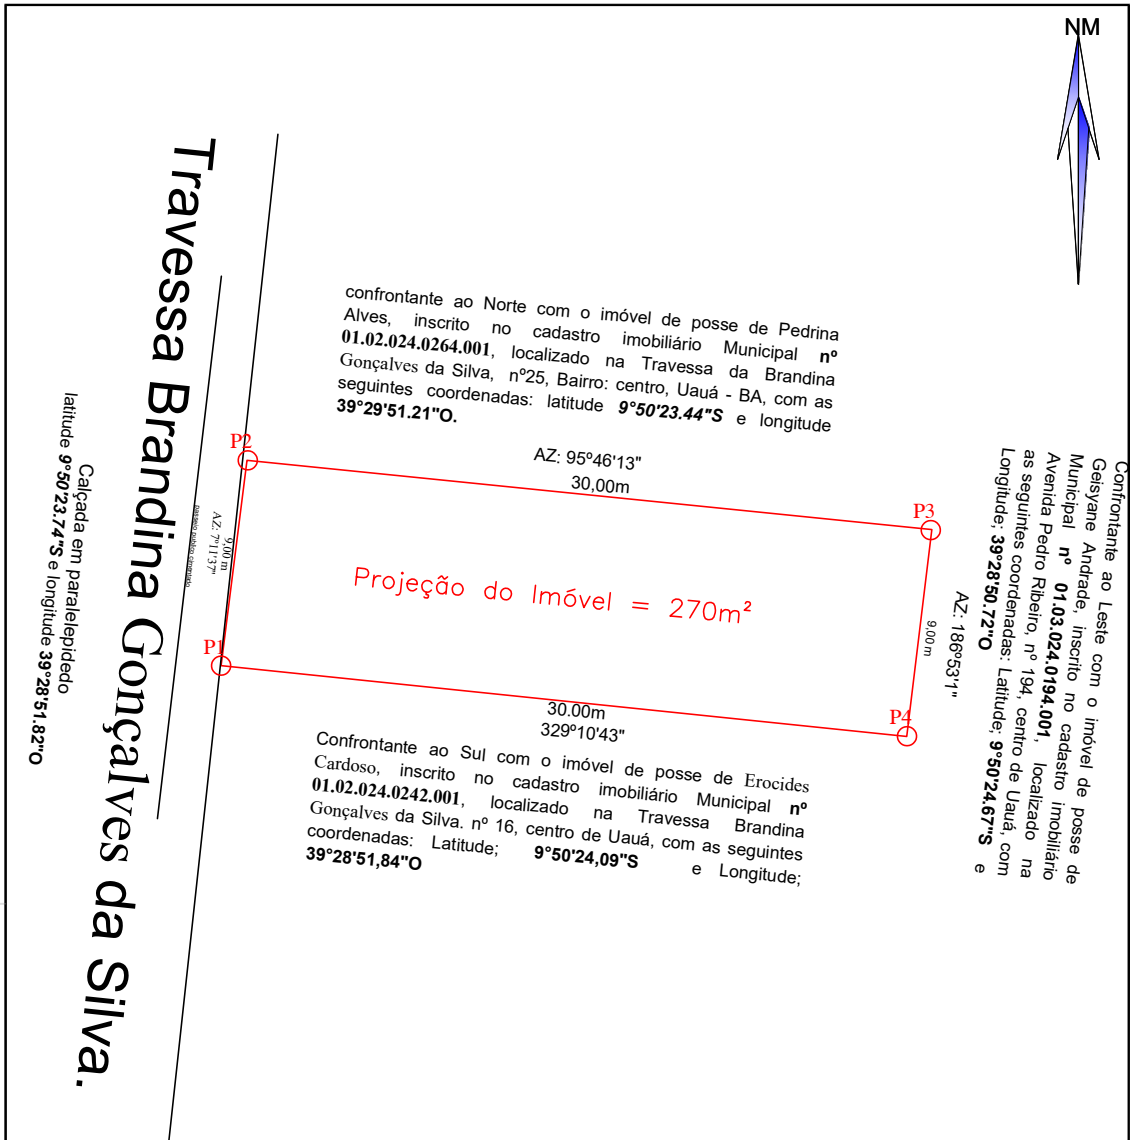 NM
Travessa Brandina Gonçalves da Silva.
confrontante ao Norte com o imóvel de posse de Pedrina
Alves, inscrito no cadastro imobiliário Municipal nº
01.02.024.0264.001, localizado na Travessa da Brandina
Gonçalves da Silva, nº25, Bairro: centro, Uauá - BA, com as
seguintes coordenadas: latitude 9°50'23.44"S e longitude
39°29'51.21"O.
Calçada em paralelepipedo
latitude 9°50'23.74"S e longitude 39°28'51.82"O
passeio publico cimentado
P2
AZ: 95°46'13"
30,00m
P3
9,00 m
AZ: 7º11'37"
Projeção do Imóvel = 270m²
9,00m
AZ: 186°53'1"
Confrontante ao Leste com o imóvel de posse de
Geisyane Andrade, inscrito no cadastro imobiliário
Municipal nº 01.03.024.0194.001, localizado na
Avenida Pedro Ribeiro, nº 194, centro de Uauá, com
as seguintes coordenadas: Latitude; 9°50'24.67"S e
Longitude; 39°28'50.72"O
P1
P4
30.00m
329º10'43"
Confrontante ao Sul com o imóvel de posse de Erocides
Cardoso, inscrito no cadastro imobiliário Municipal nº
01.02.024.0242.001, localizado na Travessa Brandina
Gonçalves da Silva. nº 16, centro de Uauá, com as seguintes
coordenadas: Latitude; 9°50'24,09"S e Longitude;
39°28'51,84"O